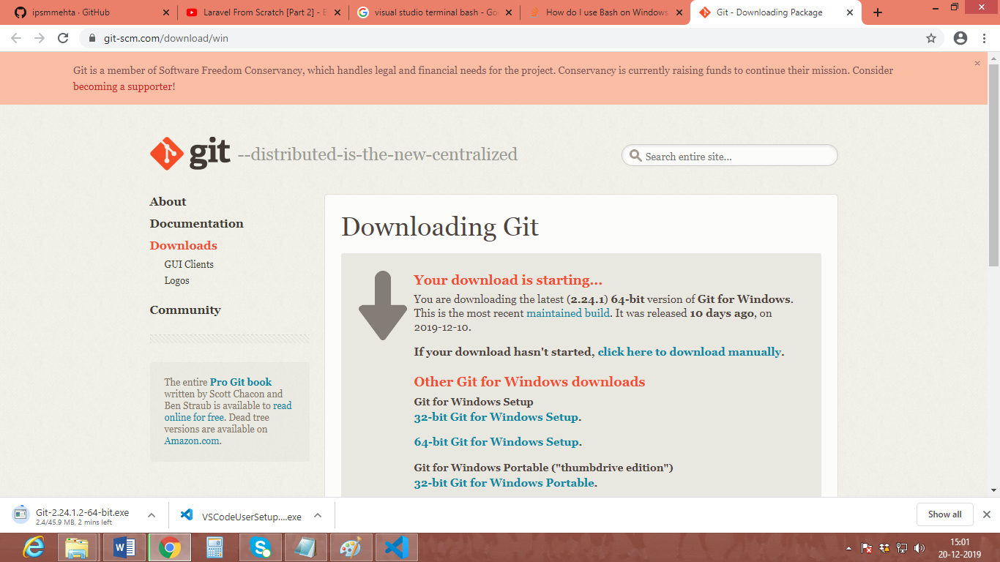 ipsmmehta · GitHub
Laravel From Scratch [Part 2] - E
visual studio terminal bash - Go
How do I use Bash on Windows
Git - Downloading Package
git-scm.com/download/win
Git is a member of Software Freedom Conservancy, which handles legal and financial needs for the project. Conservancy is currently raising funds to continue their mission. Consider
becoming a supporter!
git --distributed-is-the-new-centralized
Search entire site...
About
Documentation
Downloads
GUI Clients
Logos
Community
The entire Pro Git book
written by Scott Chacon and
Ben Straub is available to read
online for free. Dead tree
versions are available on
Amazon.com.
Downloading Git
Your download is starting...
You are downloading the latest (2.24.1) 64-bit version of Git for Windows.
This is the most recent maintained build. It was released 10 days ago, on
2019-12-10.
If your download hasn't started, click here to download manually.
Other Git for Windows downloads
Git for Windows Setup
32-bit Git for Windows Setup.
64-bit Git for Windows Setup.
Git for Windows Portable ("thumbdrive edition")
32-bit Git for Windows Portable.
Git-2.24.1.2-64-bit.exe
2.4/45.9 MB, 2 mins left
VSCodeUserSetup....exe
Show all
15:01
20-12-2019